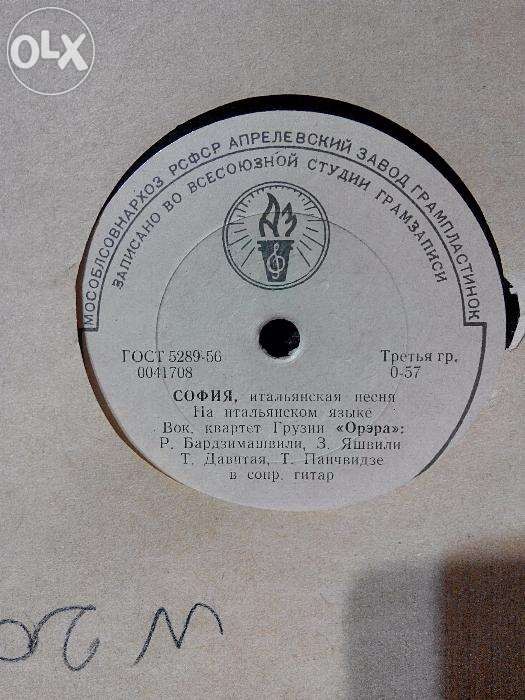 OLX
МОСОБЛСОВНАРХОЗ РСФСР АПРЕЛЕВСКИЙ ЗАВОД ГРАМПЛАСТИНОК
ЗАПИСАНО ВО ВСЕСОЮЗНОЙ СТУДИИ ГРАМЗАПИСИ
АЗ
ГОСТ 5289-56 Третья гр.
0041708 0-57
СОФИЯ, итальянская песня
На итальянском языке
Вок. квартет Грузии «Орэра»:
Р. Бардзимашвили, З. Яшвили
Т. Давитая, Т. Панчвидзе
в сопр. гитар